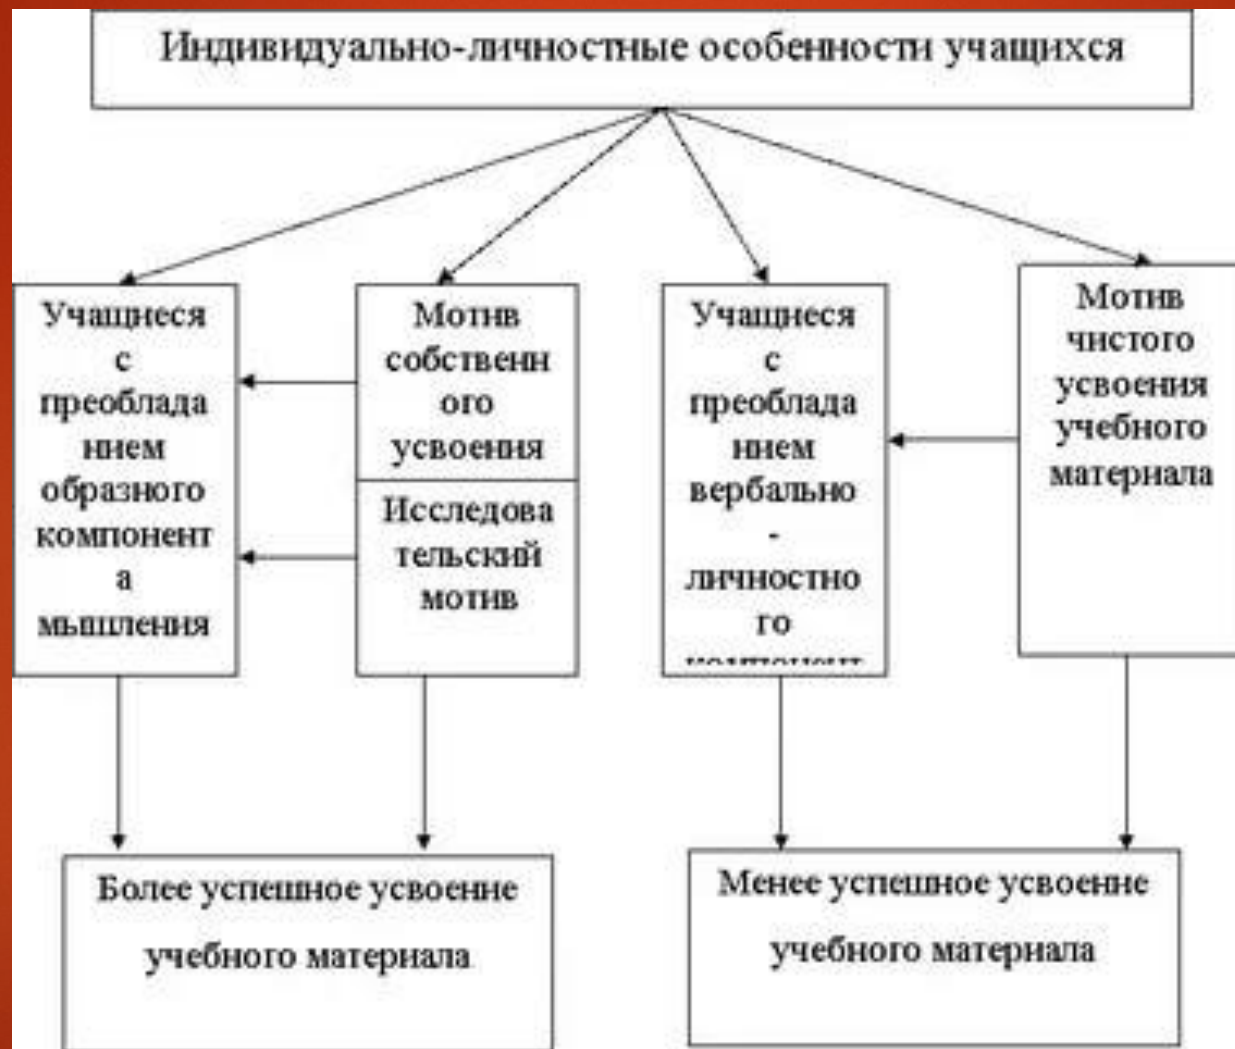 Индивидуально-личностные особенности учащихся
Учащиеся
с
преоблада
нием
образного
компонент
а
мышления
Мотив
собственн
ого
усвоения
Исследова
тельский
мотив
Учащиеся
с
преоблада
нием
вербально
-
личностно
го
компонент
Мотив
чистого
усвоения
учебного
материала
Более успешное усвоение
учебного материала
Менее успешное усвоение
учебного материала